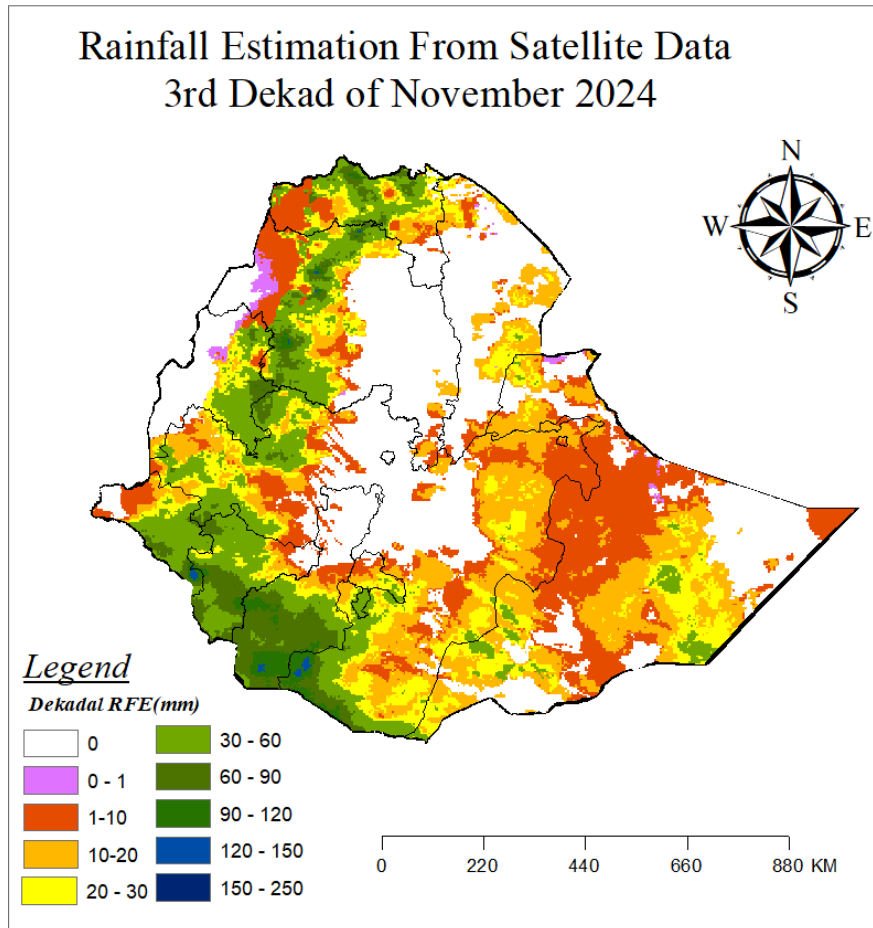 Rainfall Estimation From Satellite Data
3rd Dekad of November 2024
N
W
E
S
Legend
Dekadal RFE(mm)
0
0 - 1
1-10
10-20
20 - 30
30 - 60
60 - 90
90 - 120
120 - 150
150 - 250
0 220 440 660 880 KM